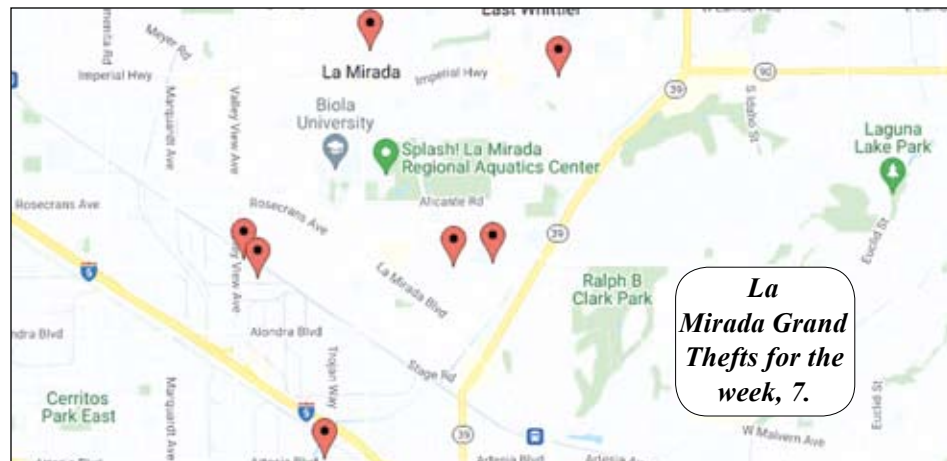 East Whittier
Meyer Rd
Imperial Hwy
La Mirada
Imperial Hwy
90
39
Marquardt Ave
Valley View Ave
Biola
University
S Idaho St
Splash! La Mirada
Regional Aquatics Center
Laguna
Lake Park
Rosecrans Ave
Rosecrans Ave
Alicante Rd
39
Euclid St
5
La Mirada Blvd
Ralph B
Clark Park
La
Mirada Grand
Thefts for the
week, 7.
Alondra Blvd
Trojan Way
Stage Rd
Cerritos
Park East
Marquardt Ave
5
Euclid St
39
W Malvern Ave
Artesia Blvd